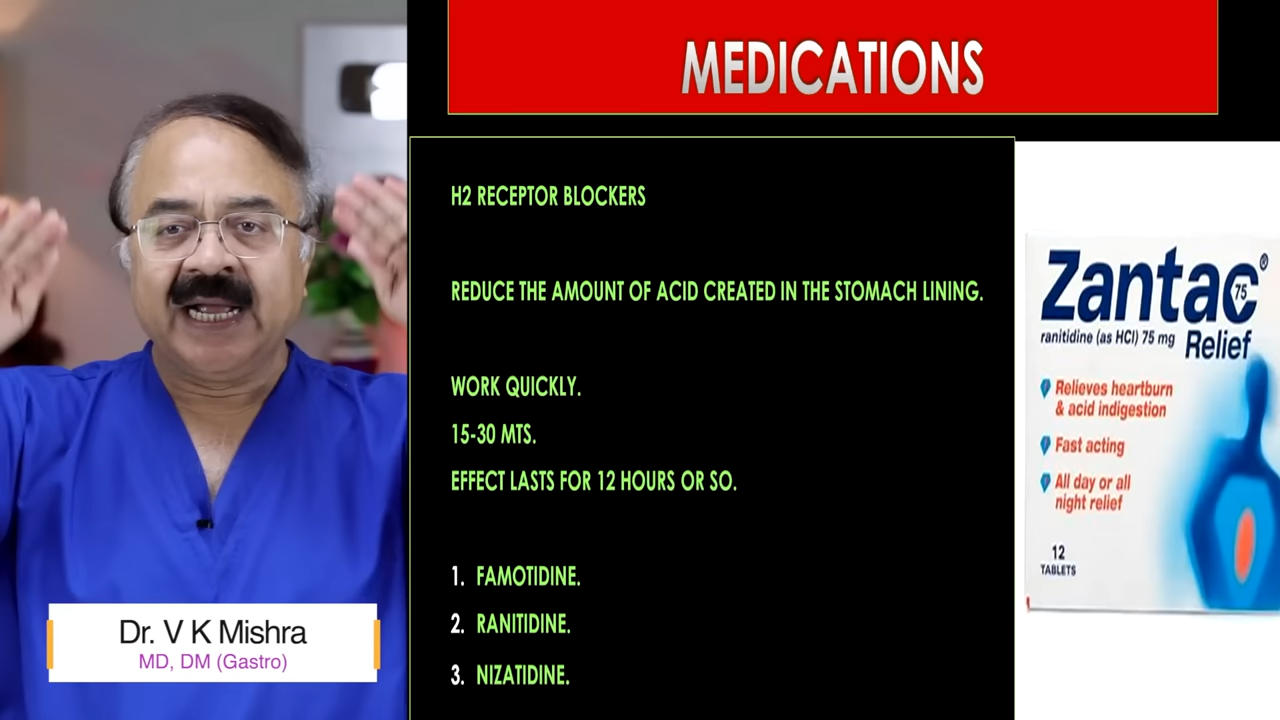 MEDICATIONS
H2 RECEPTOR BLOCKERS
REDUCE THE AMOUNT OF ACID CREATED IN THE STOMACH LINING.
WORK QUICKLY.
15-30 MTS.
EFFECT LASTS FOR 12 HOURS OR SO.
1. FAMOTIDINE.
2. RANITIDINE.
3. NIZATIDINE.
Zantac® 75
ranitidine (as HCl) 75 mg
Relief
Relieves heartburn
& acid indigestion
Fast acting
All day or all
night relief
12
TABLETS
Dr. V K Mishra
MD, DM (Gastro)